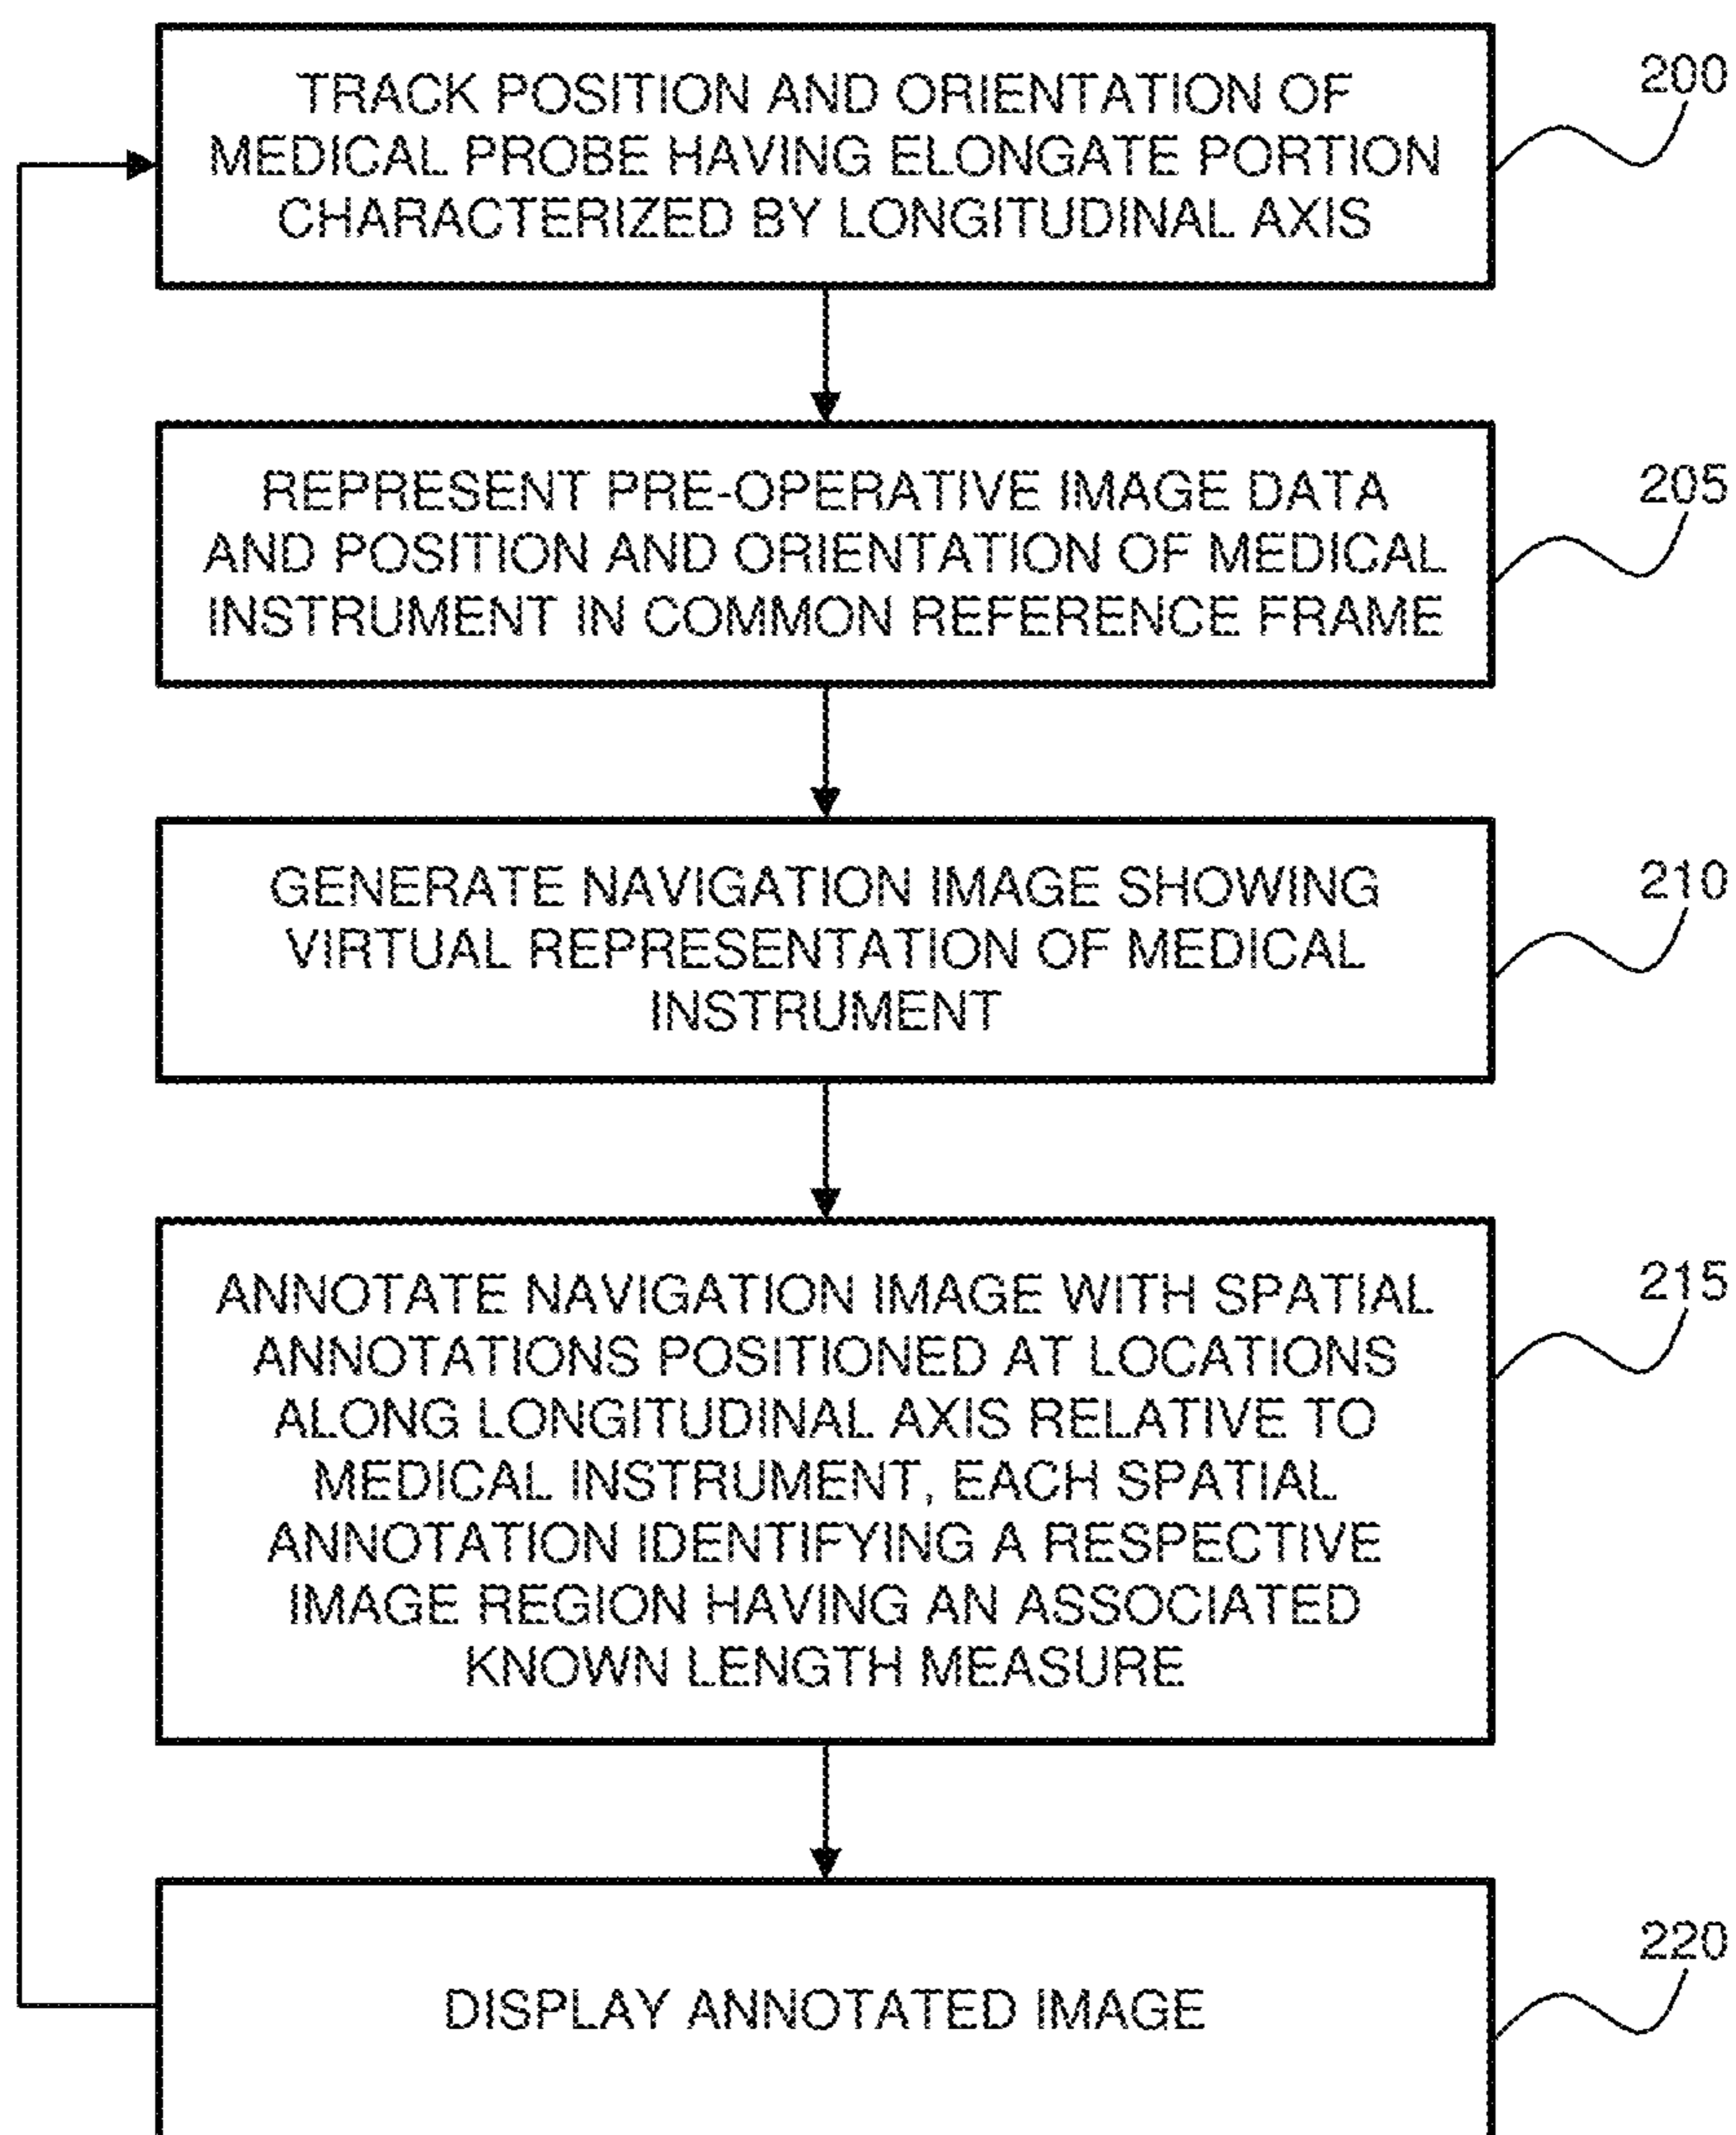 TRACK POSITION AND ORIENTATION OF
MEDICAL PROBE HAVING ELONGATE PORTION
CHARACTERIZED BY LONGITUDINAL AXIS
200
REPRESENT PRE-OPERATIVE IMAGE DATA
AND POSITION AND ORIENTATION OF MEDICAL
INSTRUMENT IN COMMON REFERENCE FRAME
205
GENERATE NAVIGATION IMAGE SHOWING
VIRTUAL REPRESENTATION OF MEDICAL
INSTRUMENT
210
ANNOTATE NAVIGATION IMAGE WITH SPATIAL
ANNOTATIONS POSITIONED AT LOCATIONS
ALONG LONGITUDINAL AXIS RELATIVE TO
MEDICAL INSTRUMENT, EACH SPATIAL
ANNOTATION IDENTIFYING A RESPECTIVE
IMAGE REGION HAVING AN ASSOCIATED
KNOWN LENGTH MEASURE
215
DISPLAY ANNOTATED IMAGE
220